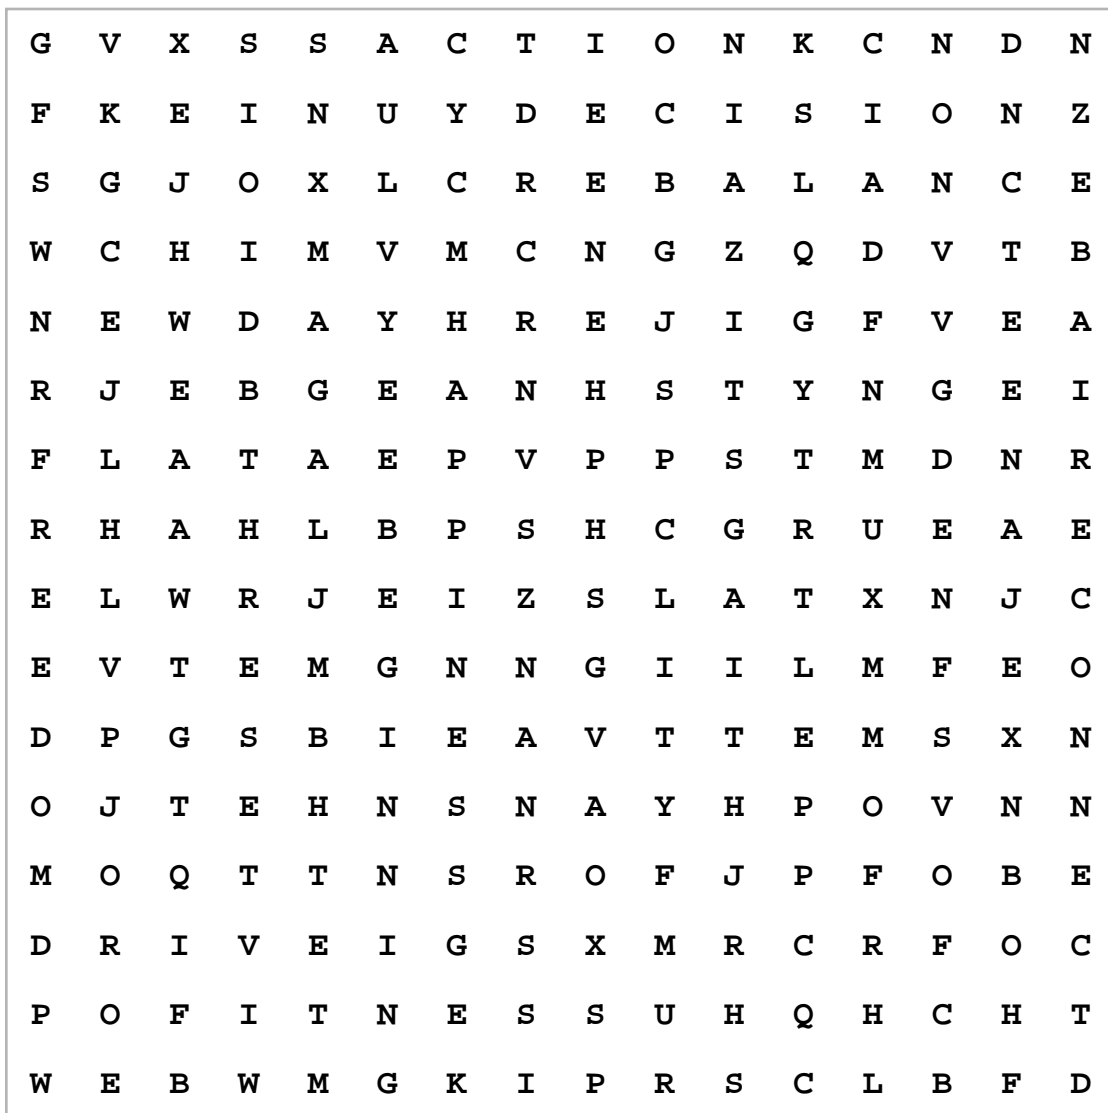 G V X S S A C T I O N K C N D N
F K E I N U Y D E C I S I O N Z
S G J O X L C R E B A L A N C E
W C H I M V M C N G Z Q D V T B
N E W D A Y H R E J I G F V E A
R J E B G E A N H S T Y N G E I
F L A T A E P V P P S T M D N R
R H A H L B P S H C G R U E A E
E L W R J E I Z S L A T X N J C
E V T E M G N N G I I L M F E O
D P G S B I E A V T T E M S X N
O J T E H N S N A Y H P O V N N
M O Q T T N S R O F J P F O B E
D R I V E I G S X M R C R F O C
P O F I T N E S S U H Q H C H T
W E B W M G K I P R S C L B F D